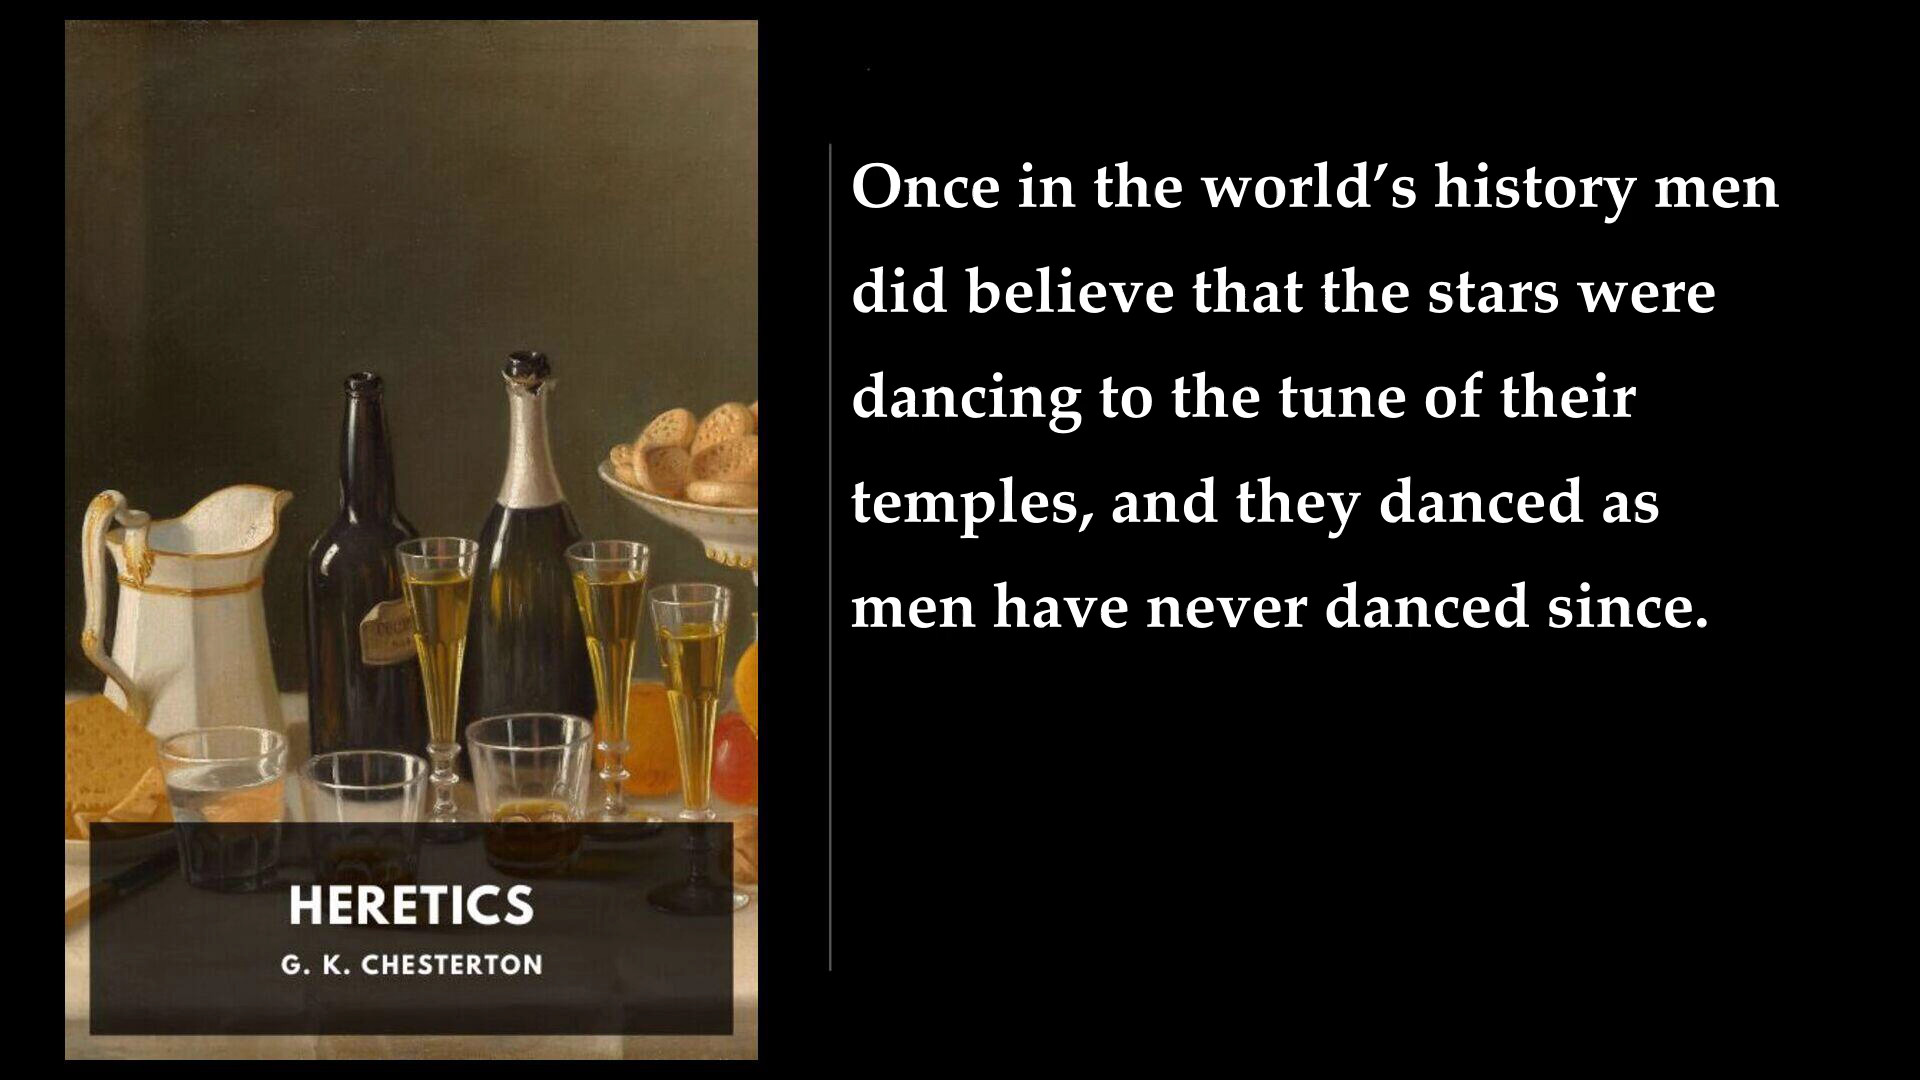 Once in the world’s history men
did believe that the stars were
dancing to the tune of their
temples, and they danced as
men have never danced since.
HERETICS
G. K. CHESTERTON